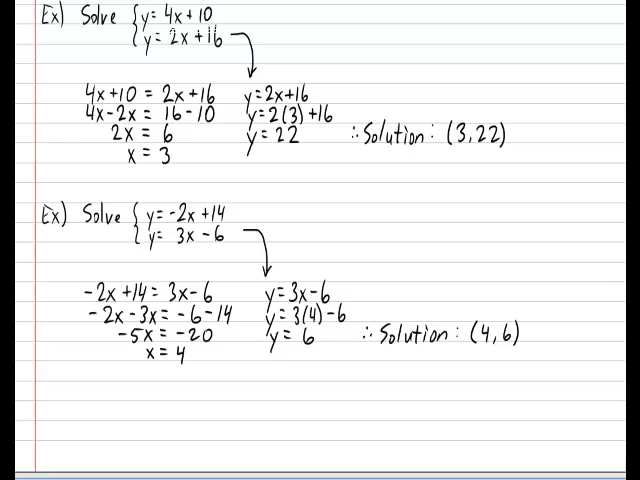 Ex) Solve { y = 4x + 10
y = 2x + 16
4x + 10 = 2x + 16 y = 2x + 16
4x - 2x = 16 - 10 y = 2(3) + 16
2x = 6 y = 22 ∴ Solution : (3, 22)
x = 3
Ex) Solve { y = -2x + 14
y = 3x - 6
-2x + 14 = 3x - 6 y = 3x - 6
-2x - 3x = -6 - 14 y = 3(4) - 6
-5x = -20 y = 6 ∴ Solution : (4, 6)
x = 4